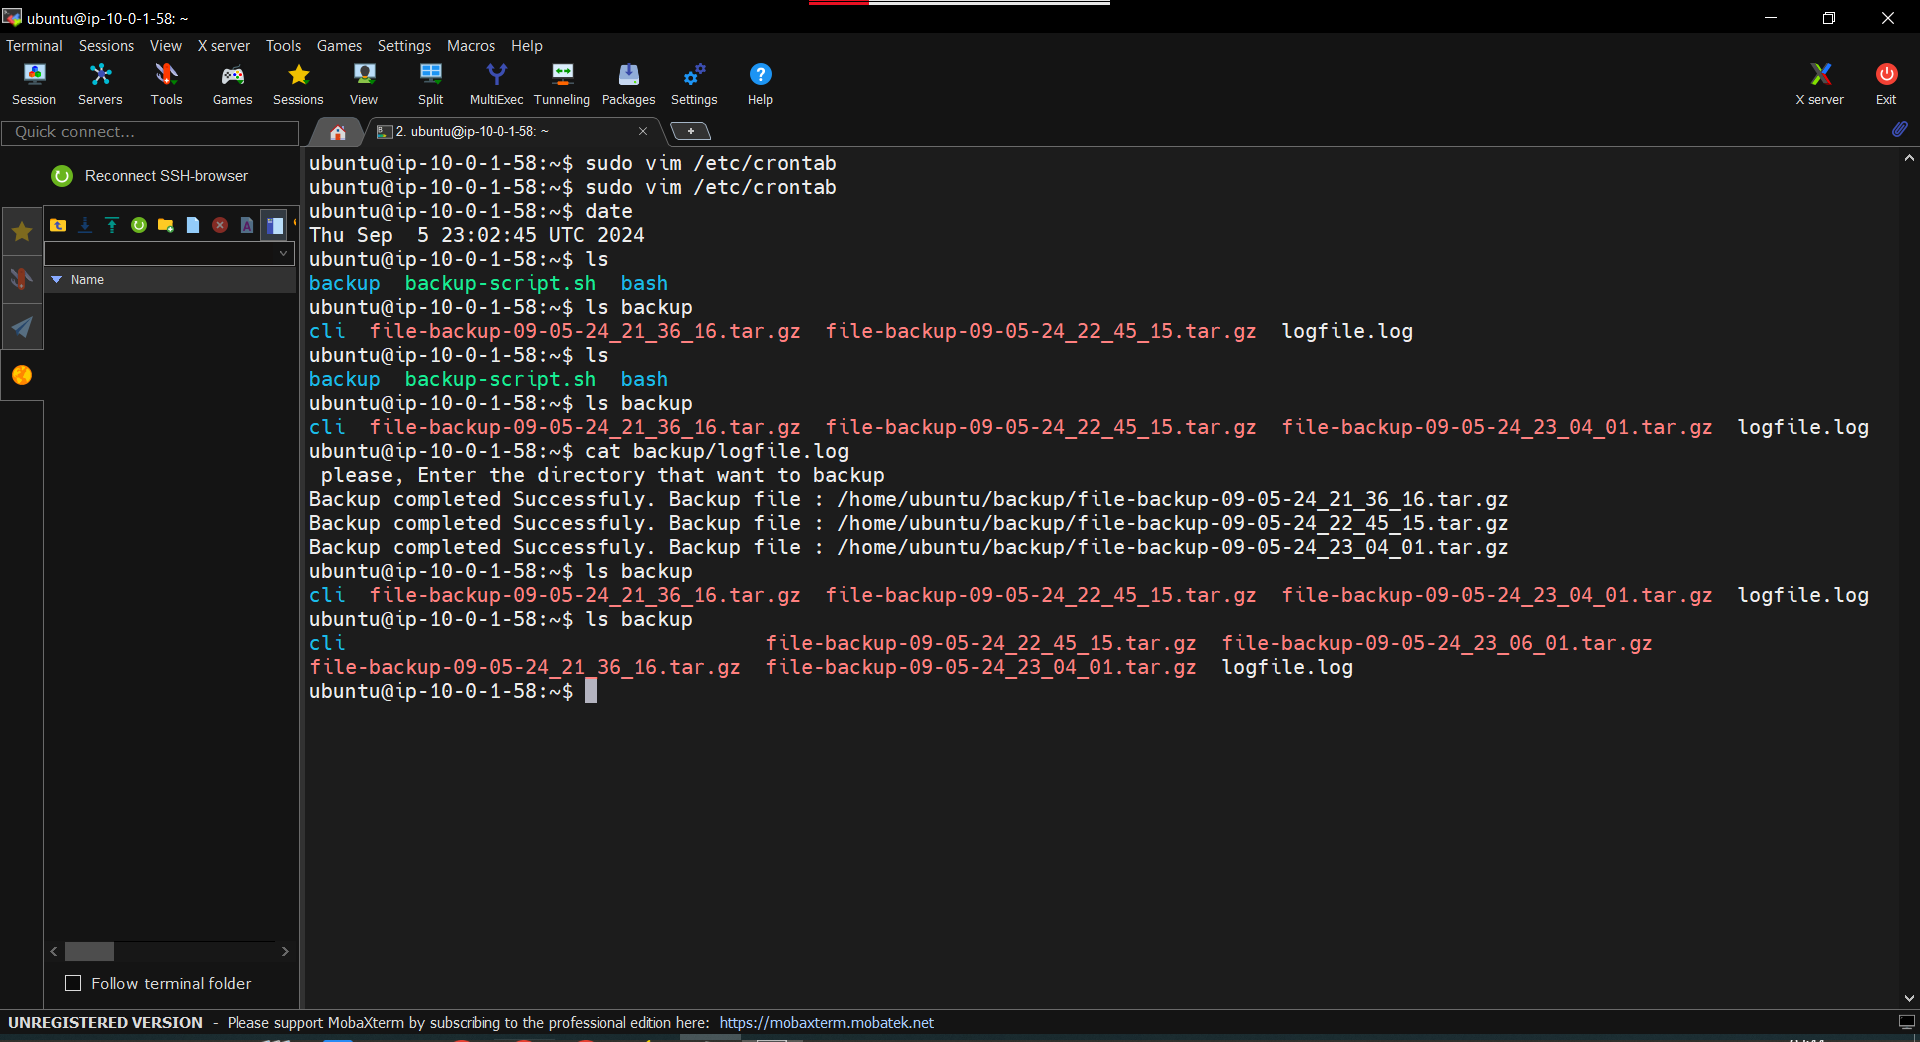 ubuntu@ip-10-0-1-58: ~
Terminal Sessions View X server Tools Games Settings Macros Help
Session Servers Tools Games Sessions View Split MultiExec Tunneling Packages Settings Help X server Exit
Quick connect...
2. ubuntu@ip-10-0-1-58: ~
Reconnect SSH-browser
Name
ubuntu@ip-10-0-1-58:~$ sudo vim /etc/crontab
ubuntu@ip-10-0-1-58:~$ sudo vim /etc/crontab
ubuntu@ip-10-0-1-58:~$ date
Thu Sep  5 23:02:45 UTC 2024
ubuntu@ip-10-0-1-58:~$ ls
backup  backup-script.sh  bash
ubuntu@ip-10-0-1-58:~$ ls backup
cli  file-backup-09-05-24_21_36_16.tar.gz  file-backup-09-05-24_22_45_15.tar.gz  logfile.log
ubuntu@ip-10-0-1-58:~$ ls
backup  backup-script.sh  bash
ubuntu@ip-10-0-1-58:~$ ls backup
cli  file-backup-09-05-24_21_36_16.tar.gz  file-backup-09-05-24_22_45_15.tar.gz  file-backup-09-05-24_23_04_01.tar.gz  logfile.log
ubuntu@ip-10-0-1-58:~$ cat backup/logfile.log
 please, Enter the directory that want to backup
Backup completed Successfuly. Backup file : /home/ubuntu/backup/file-backup-09-05-24_21_36_16.tar.gz
Backup completed Successfuly. Backup file : /home/ubuntu/backup/file-backup-09-05-24_22_45_15.tar.gz
Backup completed Successfuly. Backup file : /home/ubuntu/backup/file-backup-09-05-24_23_04_01.tar.gz
ubuntu@ip-10-0-1-58:~$ ls backup
cli  file-backup-09-05-24_21_36_16.tar.gz  file-backup-09-05-24_22_45_15.tar.gz  file-backup-09-05-24_23_04_01.tar.gz  logfile.log
ubuntu@ip-10-0-1-58:~$ ls backup
cli  file-backup-09-05-24_22_45_15.tar.gz  file-backup-09-05-24_23_06_01.tar.gz
file-backup-09-05-24_21_36_16.tar.gz  file-backup-09-05-24_23_04_01.tar.gz  logfile.log
ubuntu@ip-10-0-1-58:~$
Follow terminal folder
UNREGISTERED VERSION - Please support MobaXterm by subscribing to the professional edition here: https://mobaxterm.mobatek.net